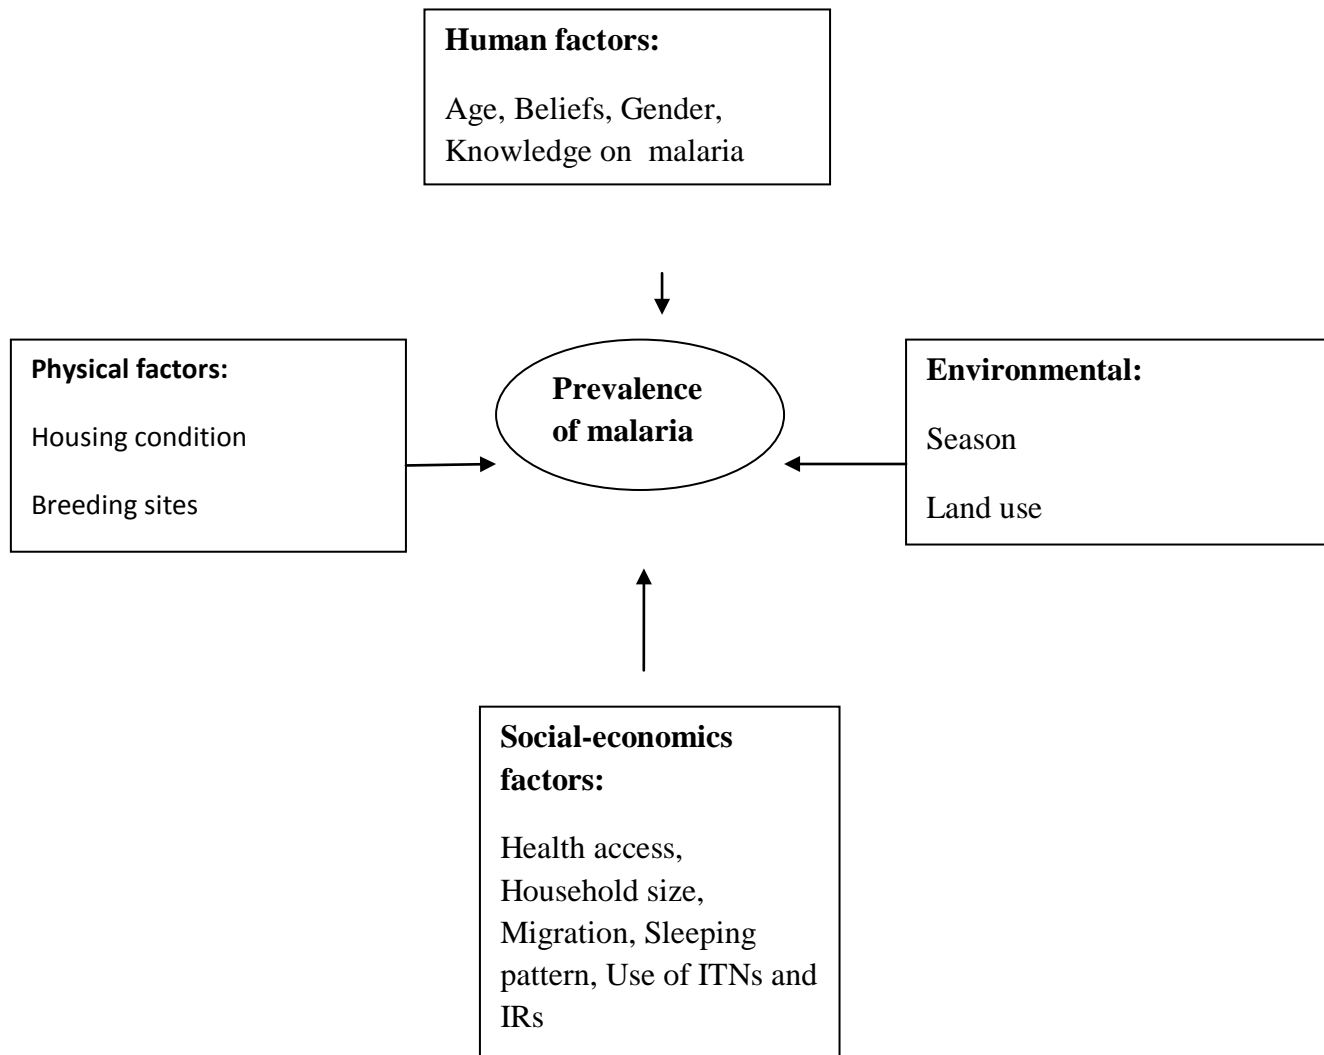 Human factors:
Age, Beliefs, Gender,
Knowledge on malaria
Physical factors:
Housing condition
Breeding sites
Prevalence
of malaria
Environmental:
Season
Land use
Social-economics
factors:
Health access,
Household size,
Migration, Sleeping
pattern, Use of ITNs and
IRs